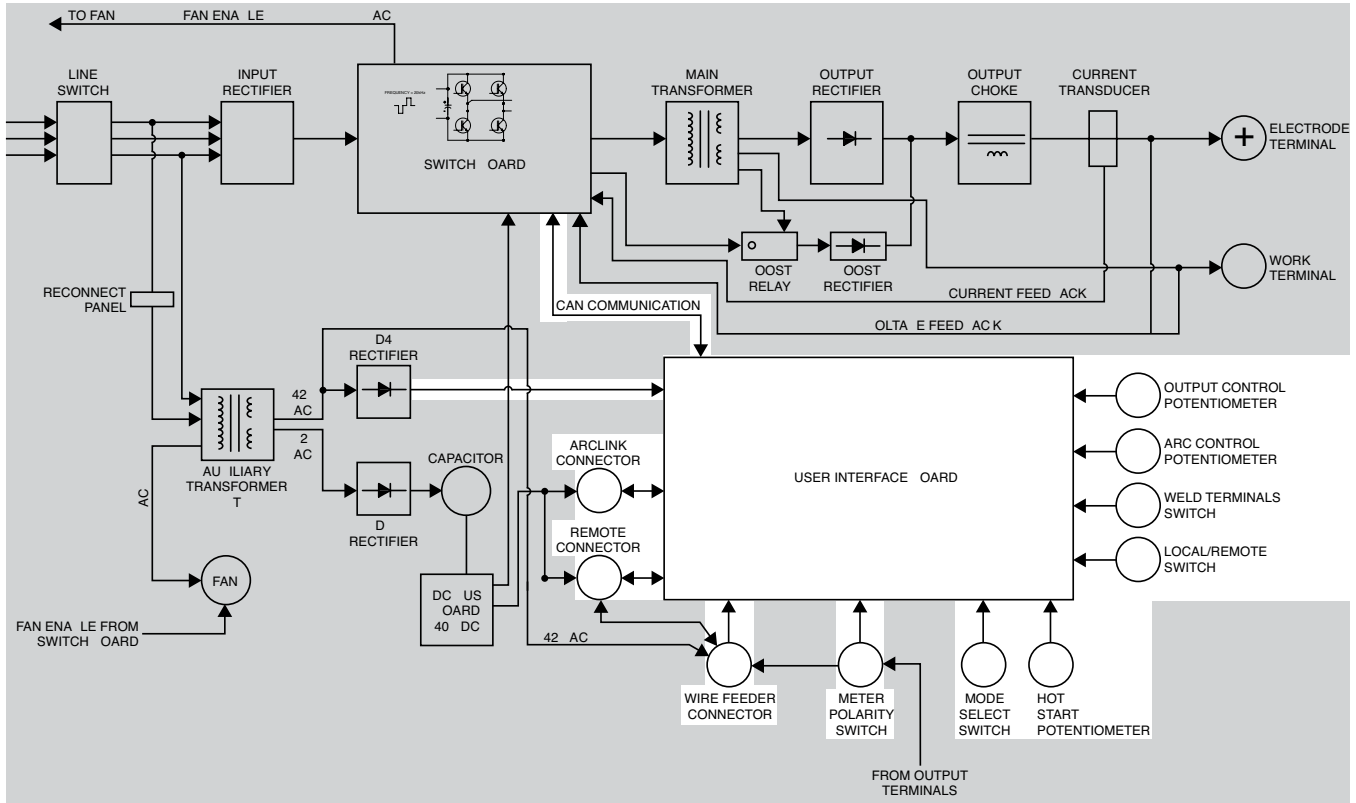 TO FAN FAN ENA LE AC
LINE
SWITCH
INPUT
RECTIFIER
FREQUENCY = 20kHz
SWITCH OARD
MAIN
TRANSFORMER
OUTPUT
RECTIFIER
OUTPUT
CHOKE
CURRENT
TRANSDUCER
+
ELECTRODE
TERMINAL
OOST
RELAY
OOST
RECTIFIER
WORK
TERMINAL
RECONNECT
PANEL
CURRENT FEED ACK
CAN COMMUNICATION
OLTA E FEED ACK
D4
RECTIFIER
42
AC
2
AC
AU ILIARY
TRANSFORMER
T
AC
CAPACITOR
D
RECTIFIER
ARCLINK
CONNECTOR
REMOTE
CONNECTOR
USER INTERFACE OARD
OUTPUT CONTROL
POTENTIOMETER
ARC CONTROL
POTENTIOMETER
WELD TERMINALS
SWITCH
LOCAL/REMOTE
SWITCH
FAN
DC US
OARD
40 DC
FAN ENA LE FROM
SWITCH OARD
42 AC
WIRE FEEDER
CONNECTOR
METER
POLARITY
SWITCH
MODE
SELECT
SWITCH
HOT
START
POTENTIOMETER
FROM OUTPUT
TERMINALS